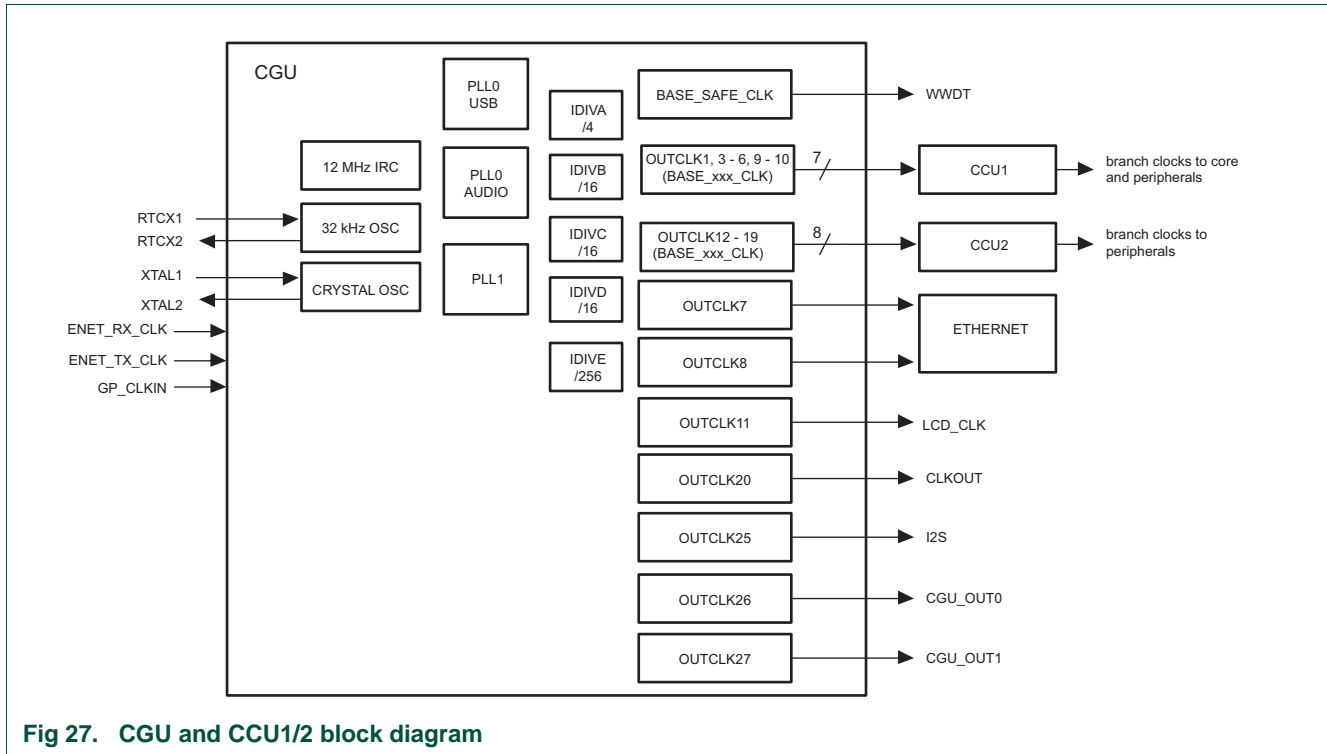 CGU
PLL0
USB
12 MHz IRC
PLL0
AUDIO
32 kHz OSC
CRYSTAL OSC
PLL1
RTCX1
RTCX2
XTAL1
XTAL2
ENET_RX_CLK
ENET_TX_CLK
GP_CLKIN
IDIVA
/4
IDIVB
/16
IDIVC
/16
IDIVD
/16
IDIVE
/256
BASE_SAFE_CLK
WWDT
OUTCLK1, 3 - 6, 9 - 10
(BASE_xxx_CLK)
7
CCU1
branch clocks to core
and peripherals
OUTCLK12 - 19
(BASE_xxx_CLK)
8
CCU2
branch clocks to
peripherals
OUTCLK7
OUTCLK8
ETHERNET
OUTCLK11
LCD_CLK
OUTCLK20
CLKOUT
OUTCLK25
I2S
OUTCLK26
CGU_OUT0
OUTCLK27
CGU_OUT1
Fig 27. CGU and CCU1/2 block diagram